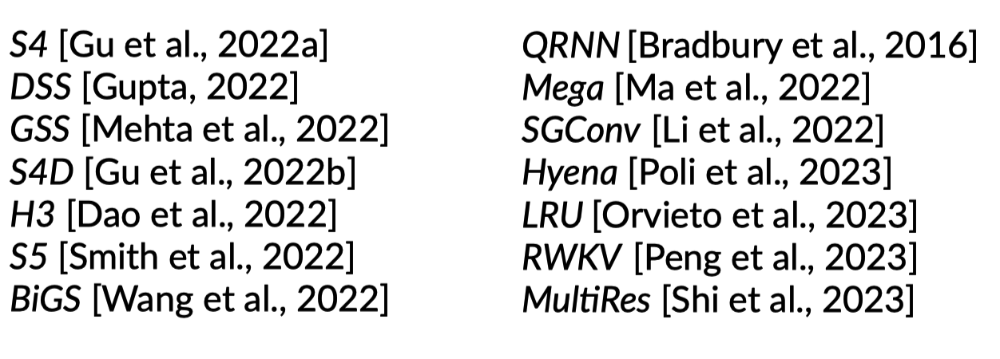 S4 [Gu et al., 2022a]
DSS [Gupta, 2022]
GSS [Mehta et al., 2022]
S4D [Gu et al., 2022b]
H3 [Dao et al., 2022]
S5 [Smith et al., 2022]
BiGS [Wang et al., 2022]
QRNN [Bradbury et al., 2016]
Mega [Ma et al., 2022]
SGConv [Li et al., 2022]
Hyena [Poli et al., 2023]
LRU [Orvieto et al., 2023]
RWKV [Peng et al., 2023]
MultiRes [Shi et al., 2023]